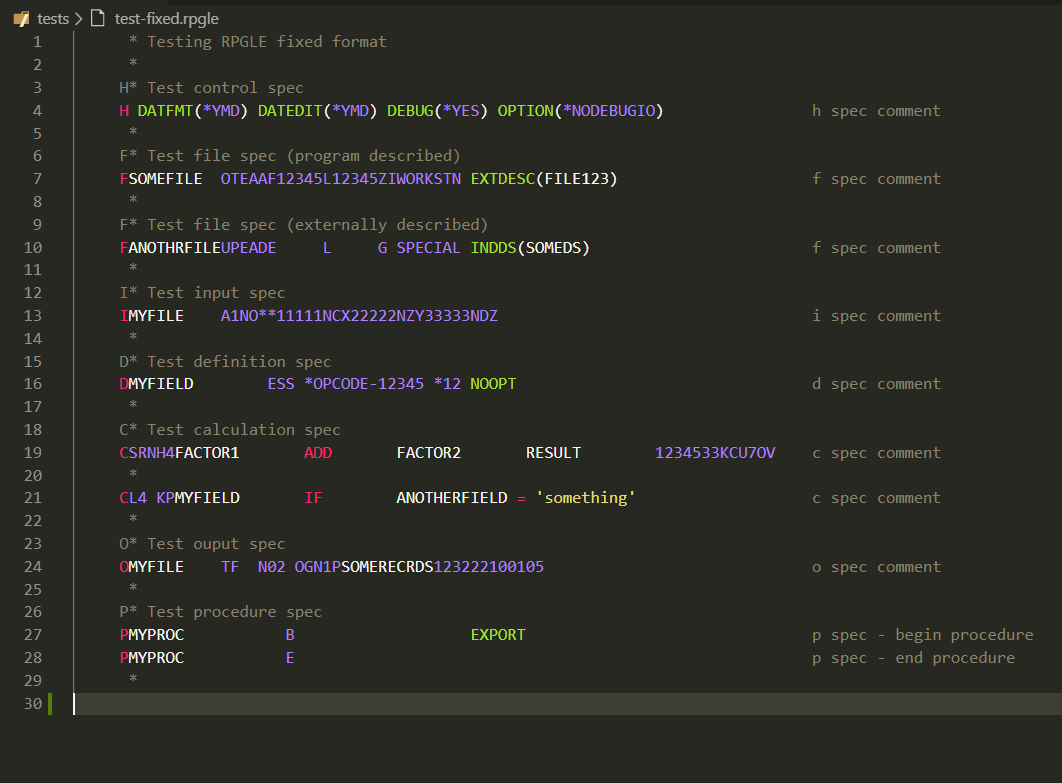 tests > test-fixed.rpgle
1 * Testing RPGLE fixed format
2 *
3 H* Test control spec
4 H DATFMT(*YMD) DATEDIT(*YMD) DEBUG(*YES) OPTION(*NODEBUGIO) h spec comment
5 *
6 F* Test file spec (program described)
7 FSOMEFILE  OTEAAF12345L12345ZIWORKSTN EXTDESC(FILE123) f spec comment
8 *
9 F* Test file spec (externally described)
10 FANOTHRFILEUPEADE     L     G SPECIAL INDDS(SOMEDS) f spec comment
11 *
12 I* Test input spec
13 IMYFILE    A1NO**11111NCX22222NZY33333NDZ i spec comment
14 *
15 D* Test definition spec
16 DMYFIELD        ESS *OPCODE-12345 *12 NOOPT d spec comment
17 *
18 C* Test calculation spec
19 CSRNH4FACTOR1       ADD       FACTOR2       RESULT        1234533KCU7OV c spec comment
20 *
21 CL4 KPMYFIELD       IF        ANOTHERFIELD = 'something' c spec comment
22 *
23 O* Test ouput spec
24 OMYFILE    TF  N02 OGN1PSOMERECRDS123222100105 o spec comment
25 *
26 P* Test procedure spec
27 PMYPROC           B                   EXPORT p spec - begin procedure
28 PMYPROC           E p spec - end procedure
29 *
30